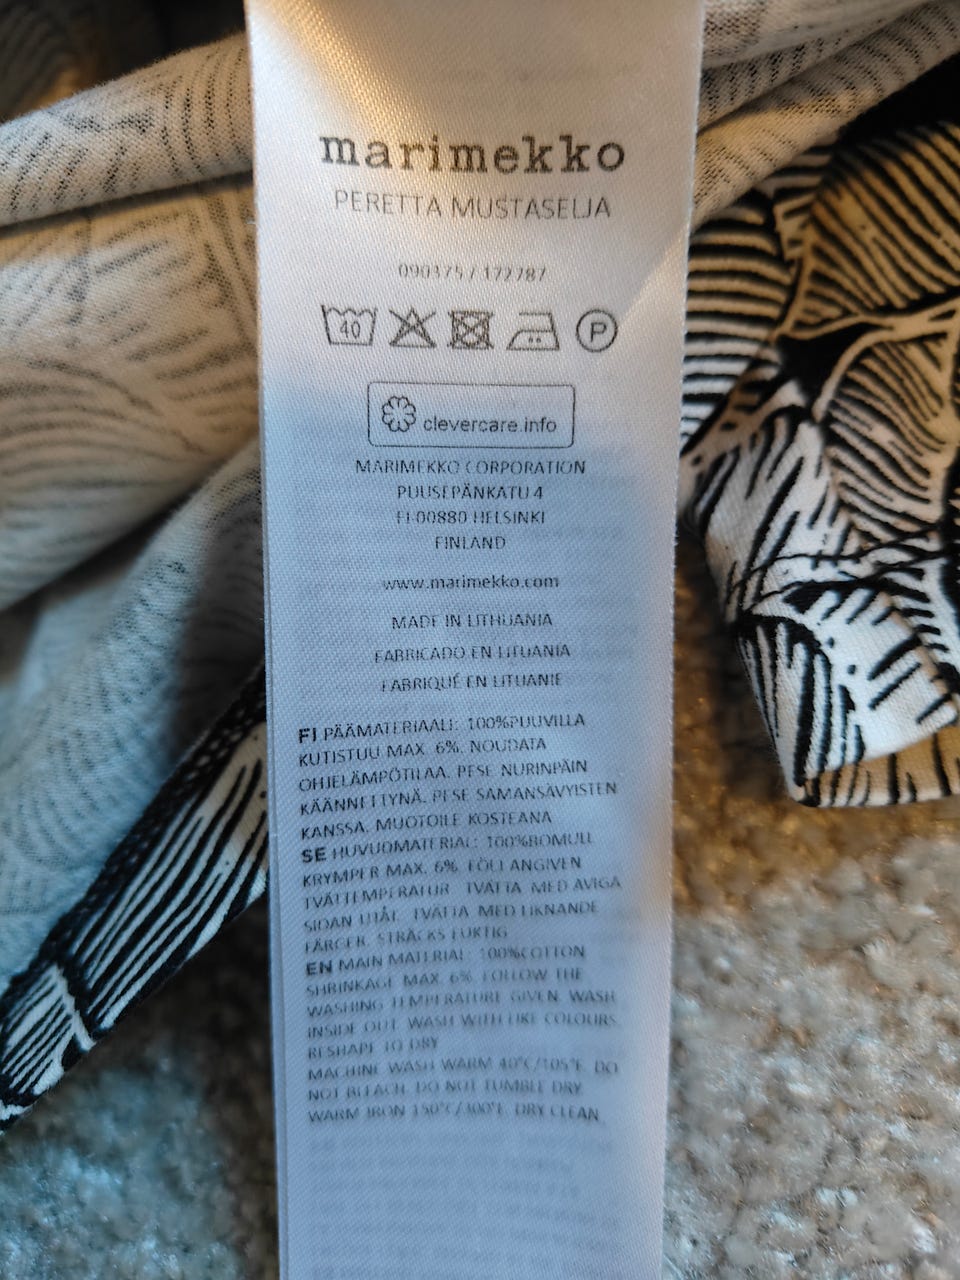 marimekko
PERETTA MUSTASELJA
090375 / 172787
40
P
clevercare.info
MARIMEKKO CORPORATION
PUUSEPÄNKATU 4
FI-00880 HELSINKI
FINLAND
www.marimekko.com
MADE IN LITHUANIA
FABRICADO EN LITUANIA
FABRIQUÉ EN LITUANIE
FI PÄÄMATERIAALI: 100%PUUVILLA
KUTISTUU MAX. 6%. NOUDATA
OHJELÄMPÖTILAA. PESE NURINPÄIN
KÄÄNNETTYNÄ. PESE SAMANSÄVYISTEN
KANSSA. MUOTOILE KOSTEANA
SE HUVUDMATERIAL: 100%BOMULL
KRYMPER MAX. 6%. FÖLJ ANGIVEN
TVÄTTEMPERATUR. TVÄTTA MED AVIGA
SIDAN UTÅT. TVÄTTA MED LIKNANDE
FÄRGER. STRÄCKS FUKTIG
EN MAIN MATERIAL: 100%COTTON
SHRINKAGE MAX. 6%. FOLLOW THE
WASHING TEMPERATURE GIVEN. WASH
INSIDE OUT. WASH WITH LIKE COLOURS.
RESHAPE TO DRY
MACHINE WASH WARM 40°C/105°F. DO
NOT BLEACH. DO NOT TUMBLE DRY.
WARM IRON 150°C/300°F. DRY CLEAN.